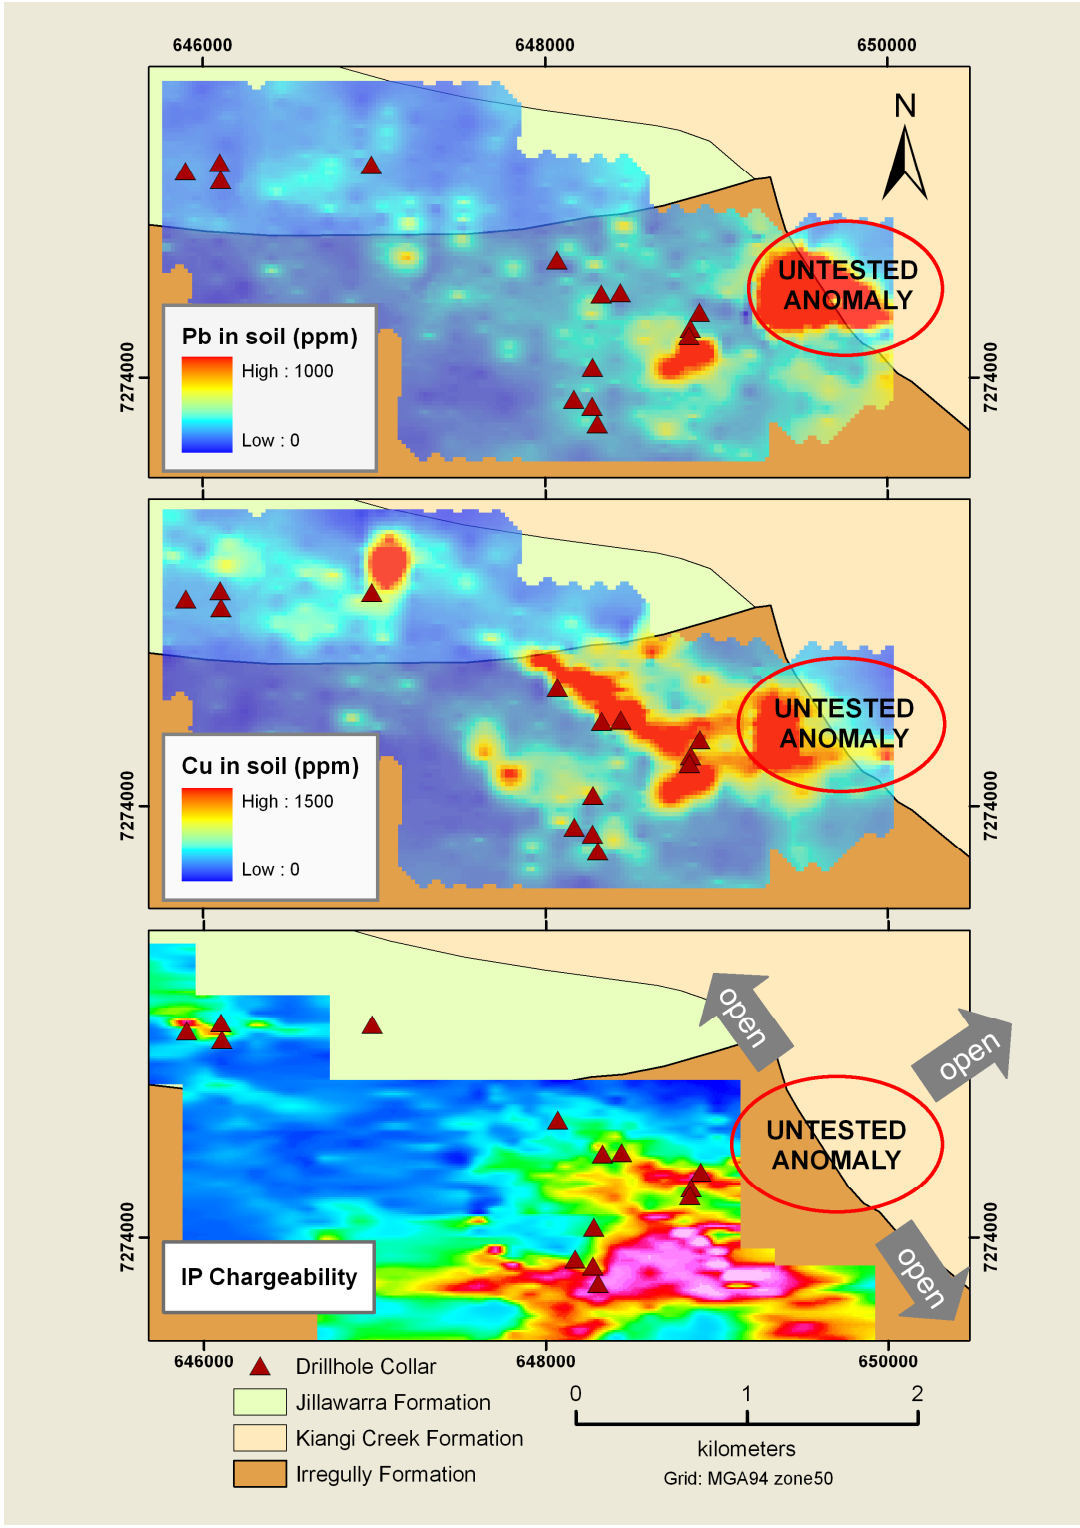 646000 648000 650000
N
UNTESTED
ANOMALY
Pb in soil (ppm)
High : 1000
Low : 0
7274000 7274000
UNTESTED
ANOMALY
Cu in soil (ppm)
High : 1500
Low : 0
7274000 7274000
open
open
UNTESTED
ANOMALY
open
IP Chargeability
7274000 7274000
646000 648000 650000
Drillhole Collar
Jillawarra Formation
Kiangi Creek Formation
Irregully Formation
0 1 2
kilometers
Grid: MGA94 zone50